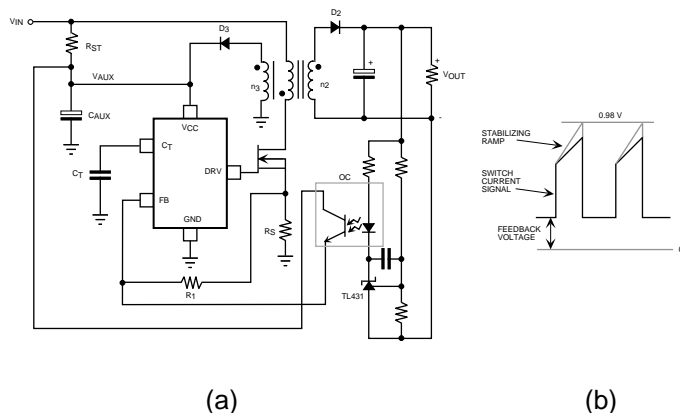 VIN
RST
VAUX
CAUX
D3
D2
n3
n2
+
+
VOUT
-
VCC
CT
CT
DRV
FB
GND
RS
OC
R1
TL431
0.98 V
STABILIZING
RAMP
SWITCH
CURRENT
SIGNAL
FEEDBACK
VOLTAGE
(a)
(b)